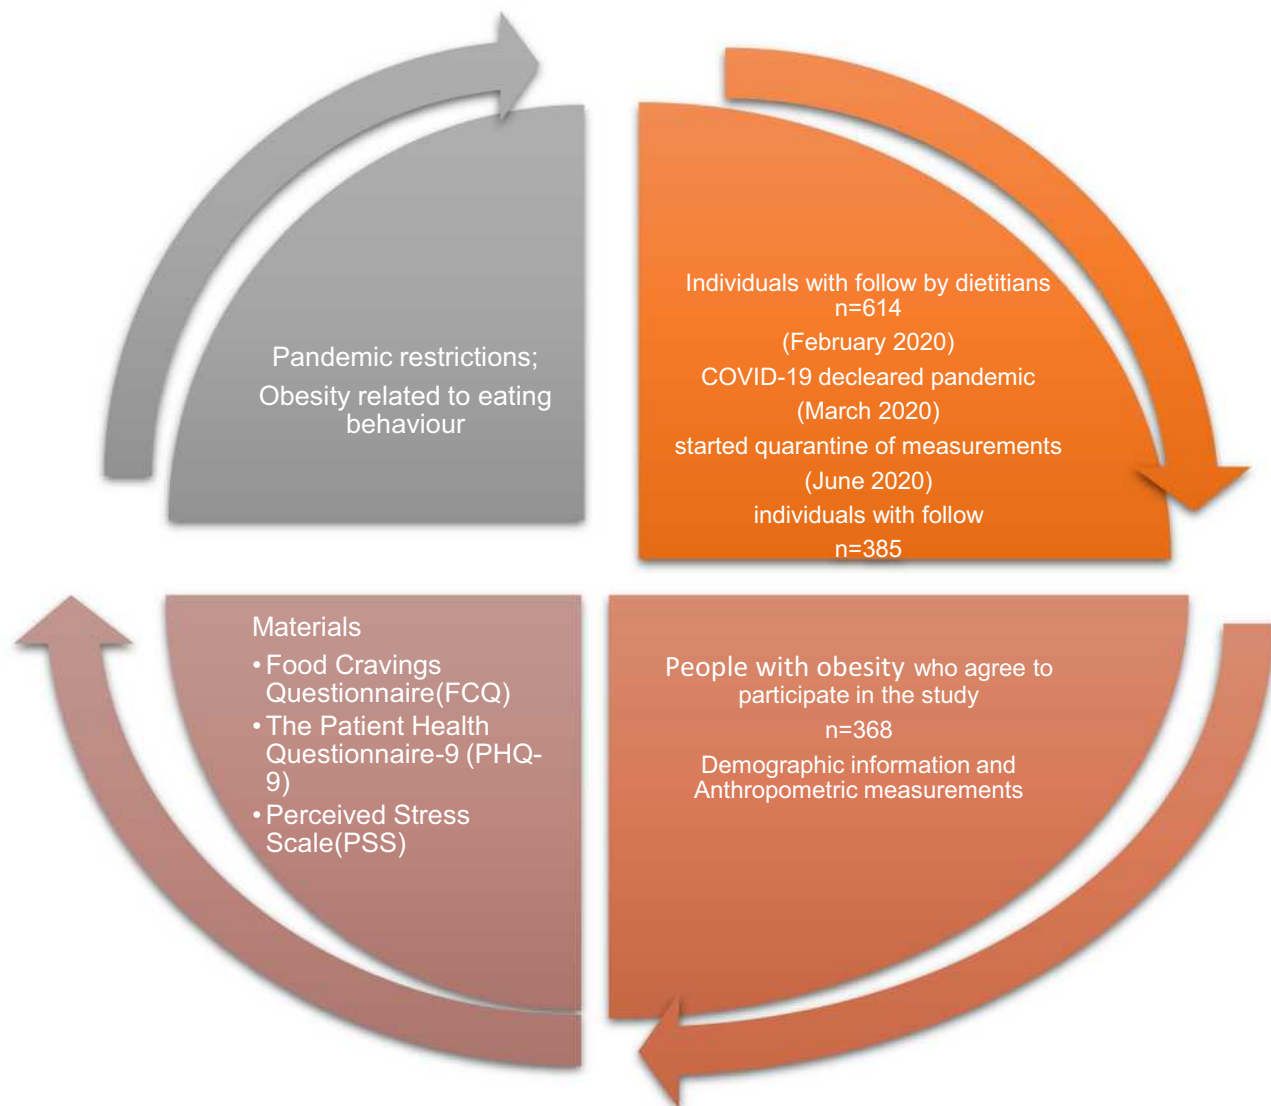 Pandemic restrictions;
Obesity related to eating
behaviour
Individuals with follow by dietitians
n=614
(February 2020)
COVID-19 decleared pandemic
(March 2020)
started quarantine of measurements
(June 2020)
individuals with follow
n=385
People with obesity who agree to
participate in the study
n=368
Demographic information and
Anthropometric measurements
Materials
• Food Cravings
Questionnaire(FCQ)
• The Patient Health
Questionnaire-9 (PHQ-
9)
• Perceived Stress
Scale(PSS)